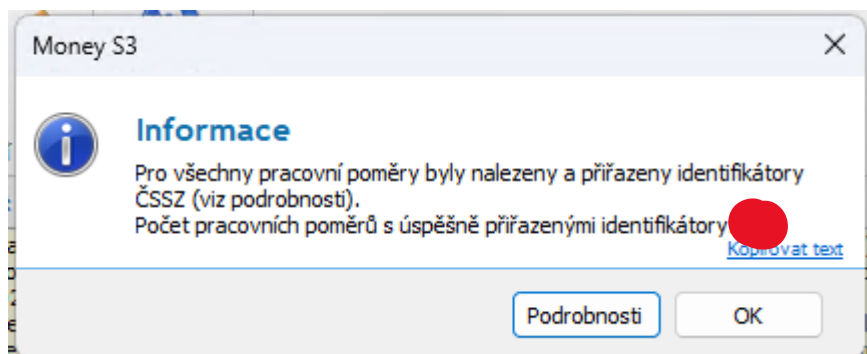 Money S3
Informace
Pro všechny pracovní poměry byly nalezeny a přiřazeny identifikátory
ČSSZ (viz podrobnosti).
Počet pracovních poměrů s úspěšně přiřazenými identifikátory
Kopírovat text
Podrobnosti
OK